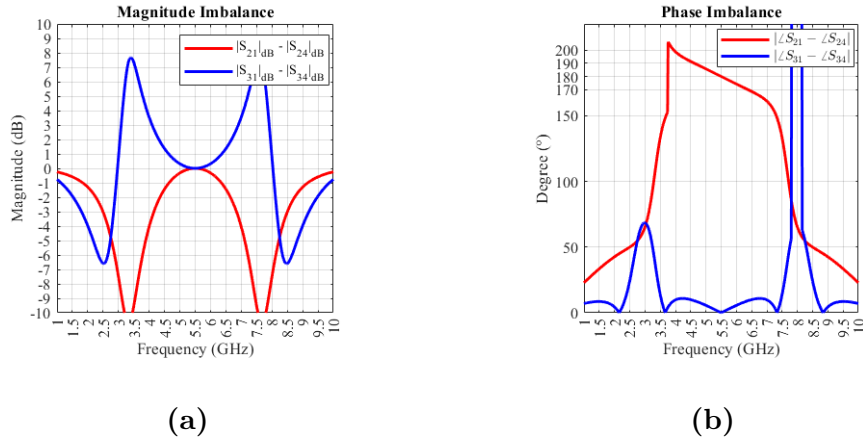 Magnitude Imbalance
|S21|dB - |S24|dB
|S31|dB - |S34|dB
10
9
8
7
6
5
4
3
2
1
0
-1
-2
-3
-4
-5
-6
-7
-8
-9
-10
Magnitude (dB)
1 1.5 2 2.5 3 3.5 4 4.5 5 5.5 6 6.5 7 7.5 8 8.5 9 9.5 10
Frequency (GHz)
(a)
Phase Imbalance
|∠S21 − ∠S24|
|∠S31 − ∠S34|
200
190
180
170
150
100
50
0
Degree (°)
1 1.5 2 2.5 3 3.5 4 4.5 5 5.5 6 6.5 7 7.5 8 8.5 9 9.5 10
Frequency (GHz)
(b)